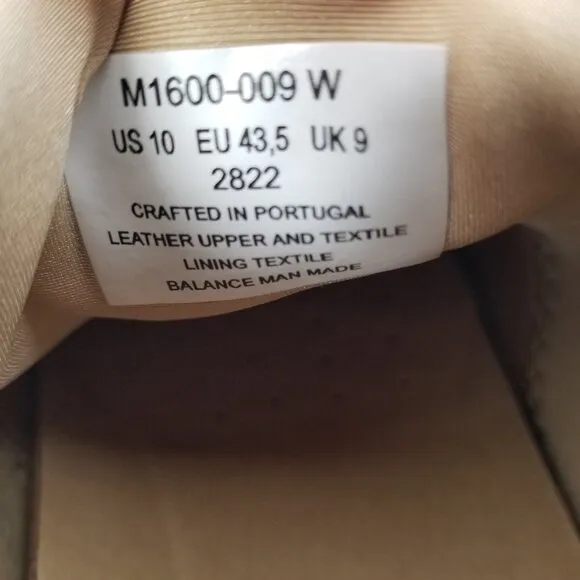 M1600-009 W
US 10 EU 43,5 UK 9
2822
CRAFTED IN PORTUGAL
LEATHER UPPER AND TEXTILE
LINING TEXTILE
BALANCE MAN MADE